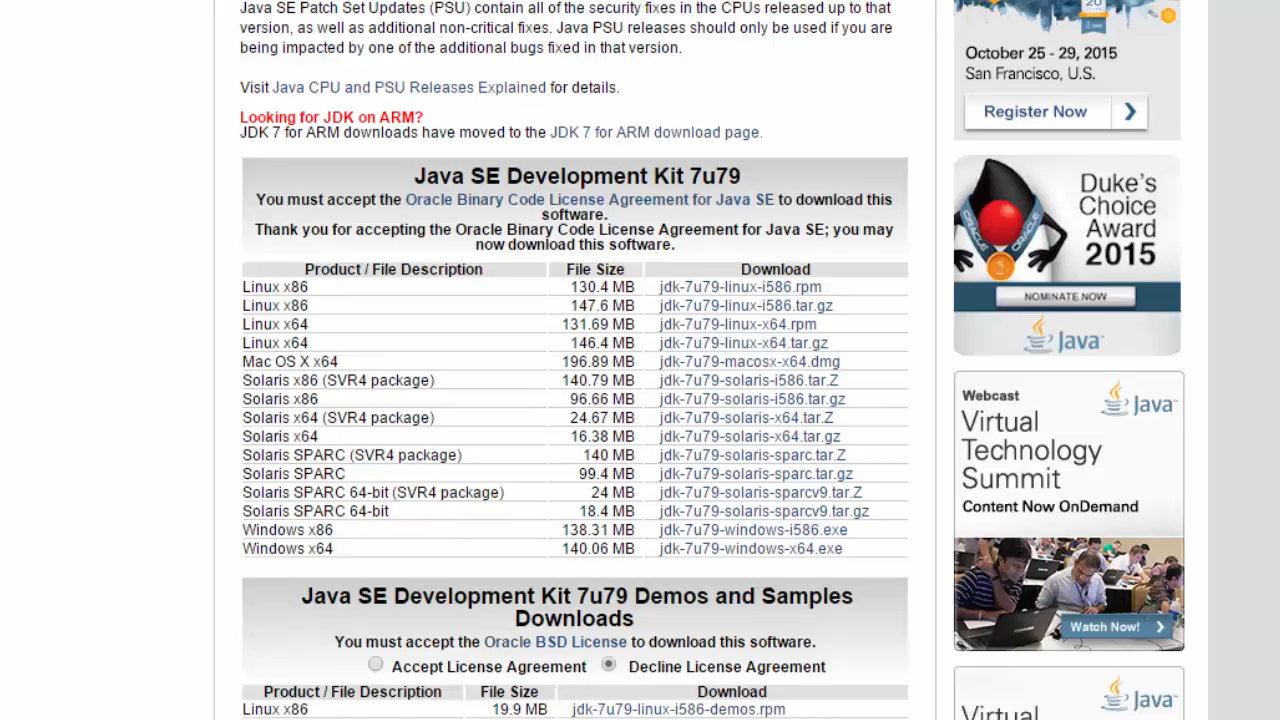 Java SE Patch Set Updates (PSU) contain all of the security fixes in the CPUs released up to that
version, as well as additional non-critical fixes. Java PSU releases should only be used if you are
being impacted by one of the additional bugs fixed in that version.
Visit Java CPU and PSU Releases Explained for details.
Looking for JDK on ARM?
JDK 7 for ARM downloads have moved to the JDK 7 for ARM download page.
Java SE Development Kit 7u79
You must accept the Oracle Binary Code License Agreement for Java SE to download this
software.
Thank you for accepting the Oracle Binary Code License Agreement for Java SE; you may
now download this software.
Product / File Description File Size Download
Linux x86 130.4 MB jdk-7u79-linux-i586.rpm
Linux x86 147.6 MB jdk-7u79-linux-i586.tar.gz
Linux x64 131.69 MB jdk-7u79-linux-x64.rpm
Linux x64 146.4 MB jdk-7u79-linux-x64.tar.gz
Mac OS X x64 196.89 MB jdk-7u79-macosx-x64.dmg
Solaris x86 (SVR4 package) 140.79 MB jdk-7u79-solaris-i586.tar.Z
Solaris x86 96.66 MB jdk-7u79-solaris-i586.tar.gz
Solaris x64 (SVR4 package) 24.67 MB jdk-7u79-solaris-x64.tar.Z
Solaris x64 16.38 MB jdk-7u79-solaris-x64.tar.gz
Solaris SPARC (SVR4 package) 140 MB jdk-7u79-solaris-sparc.tar.Z
Solaris SPARC 99.4 MB jdk-7u79-solaris-sparc.tar.gz
Solaris SPARC 64-bit (SVR4 package) 24 MB jdk-7u79-solaris-sparcv9.tar.Z
Solaris SPARC 64-bit 18.4 MB jdk-7u79-solaris-sparcv9.tar.gz
Windows x86 138.31 MB jdk-7u79-windows-i586.exe
Windows x64 140.06 MB jdk-7u79-windows-x64.exe
Java SE Development Kit 7u79 Demos and Samples
Downloads
You must accept the Oracle BSD License to download this software.
Accept License Agreement Decline License Agreement
Product / File Description File Size Download
Linux x86 19.9 MB jdk-7u79-linux-i586-demos.rpm
20
October 25 - 29, 2015
San Francisco, U.S.
Register Now
Duke's
Choice
Award
2015
ORACLE
ORACLE
NOMINATE NOW
Java
Webcast
Java
Virtual
Technology
Summit
Content Now OnDemand
Watch Now!
Java
Virtual